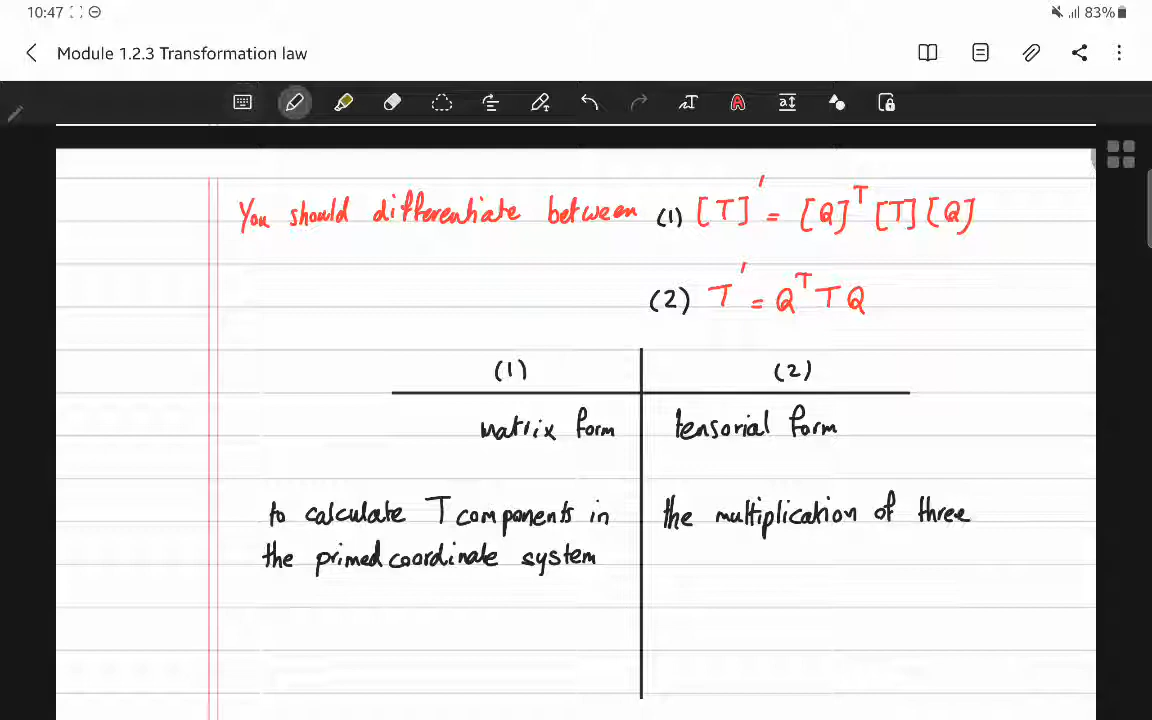 10:47 83%
Module 1.2.3 Transformation law
You should differentiate between (1) [T]' = [Q]ᵀ [T] [Q]
(2) T' = Qᵀ T Q
(1) (2)
matrix form tensorial form
to calculate T components in the multiplication of three
the primed coordinate system